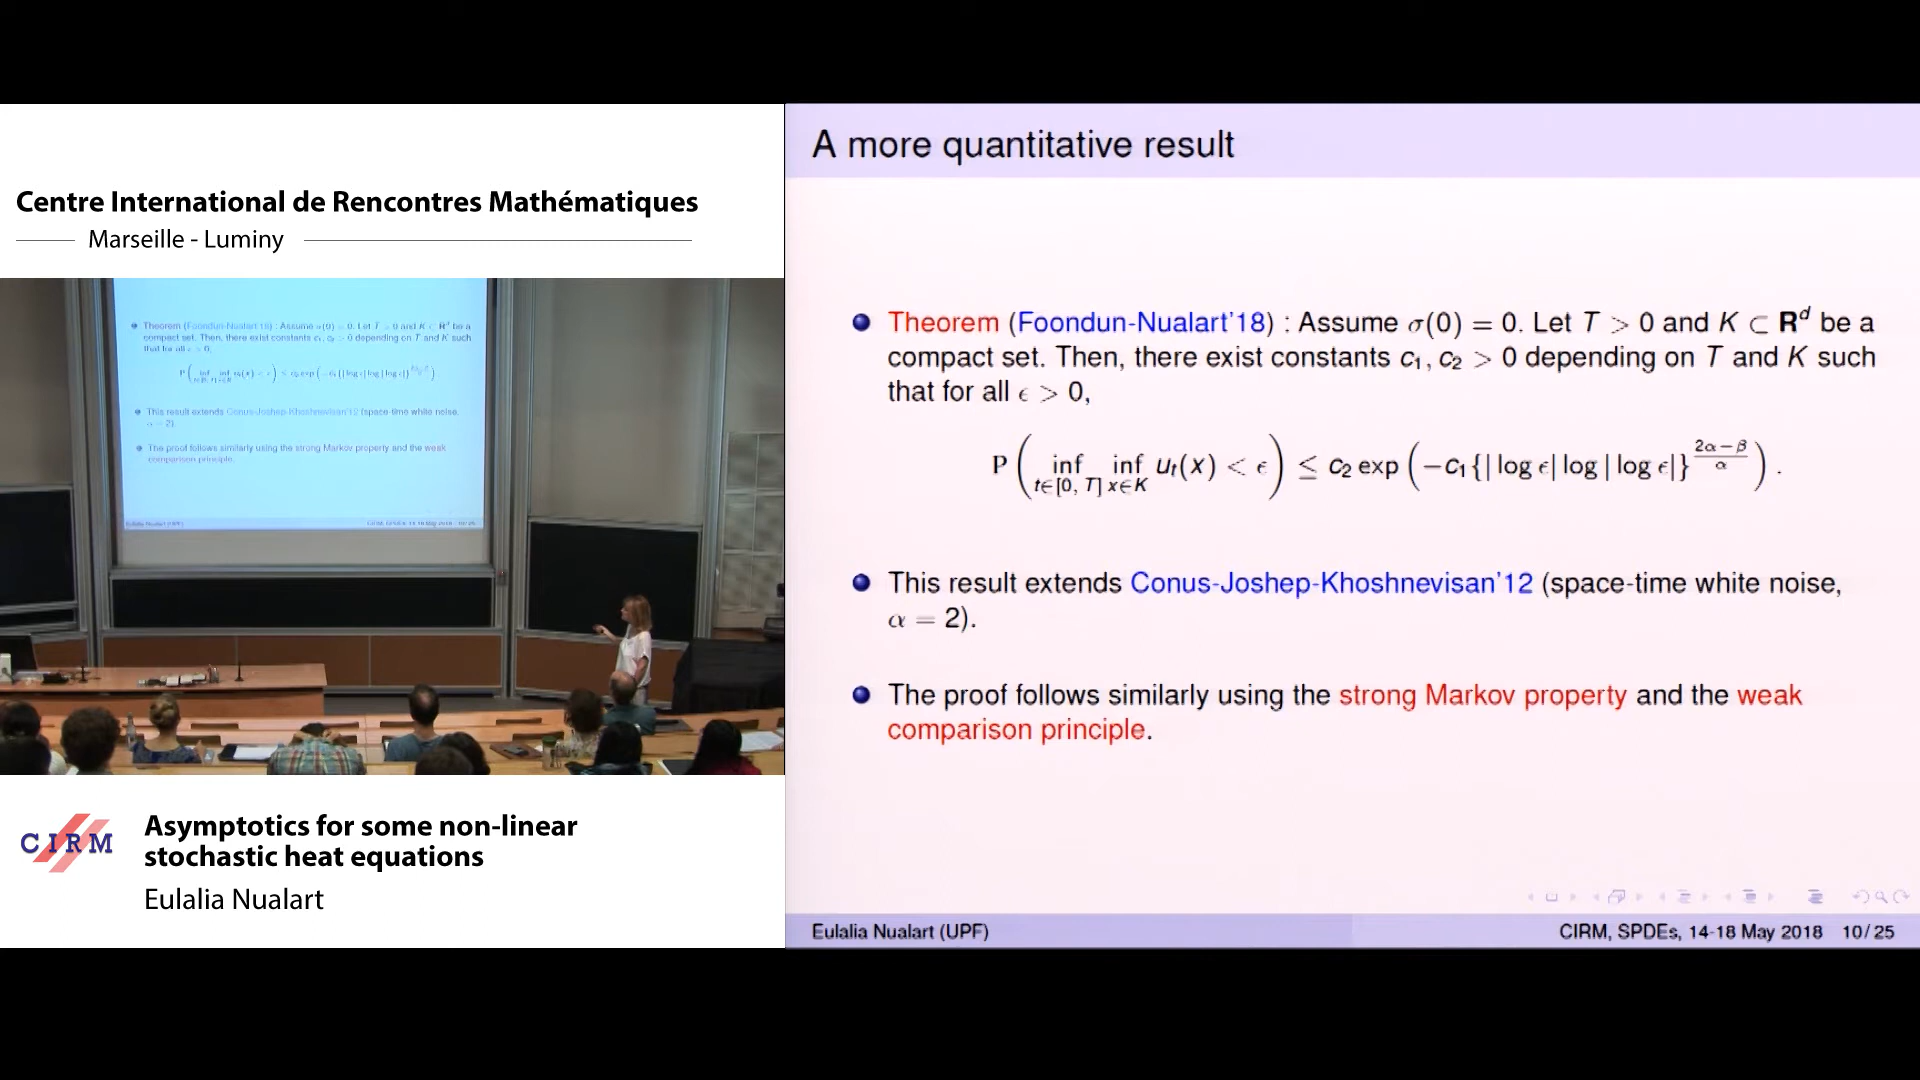 Centre International de Rencontres Mathématiques
Marseille - Luminy
CIRM
Asymptotics for some non-linear
stochastic heat equations
Eulalia Nualart
A more quantitative result
Theorem (Foondun-Nualart'18) : Assume σ(0) = 0. Let T > 0 and K ⊂ R^d be a
compact set. Then, there exist constants c₁, c₂ > 0 depending on T and K such
that for all ϵ > 0,
P ( inf_{t∈[0, T]} inf_{x∈K} u_t(x) < ϵ ) ≤ c₂ exp ( −c₁{| log ϵ| log | log ϵ|}^{\frac{2α−β}{α}} ) .
This result extends Conus-Joshep-Khoshnevisan'12 (space-time white noise,
α = 2).
The proof follows similarly using the strong Markov property and the weak
comparison principle.
Eulalia Nualart (UPF)
CIRM, SPDEs, 14-18 May 2018 10/25